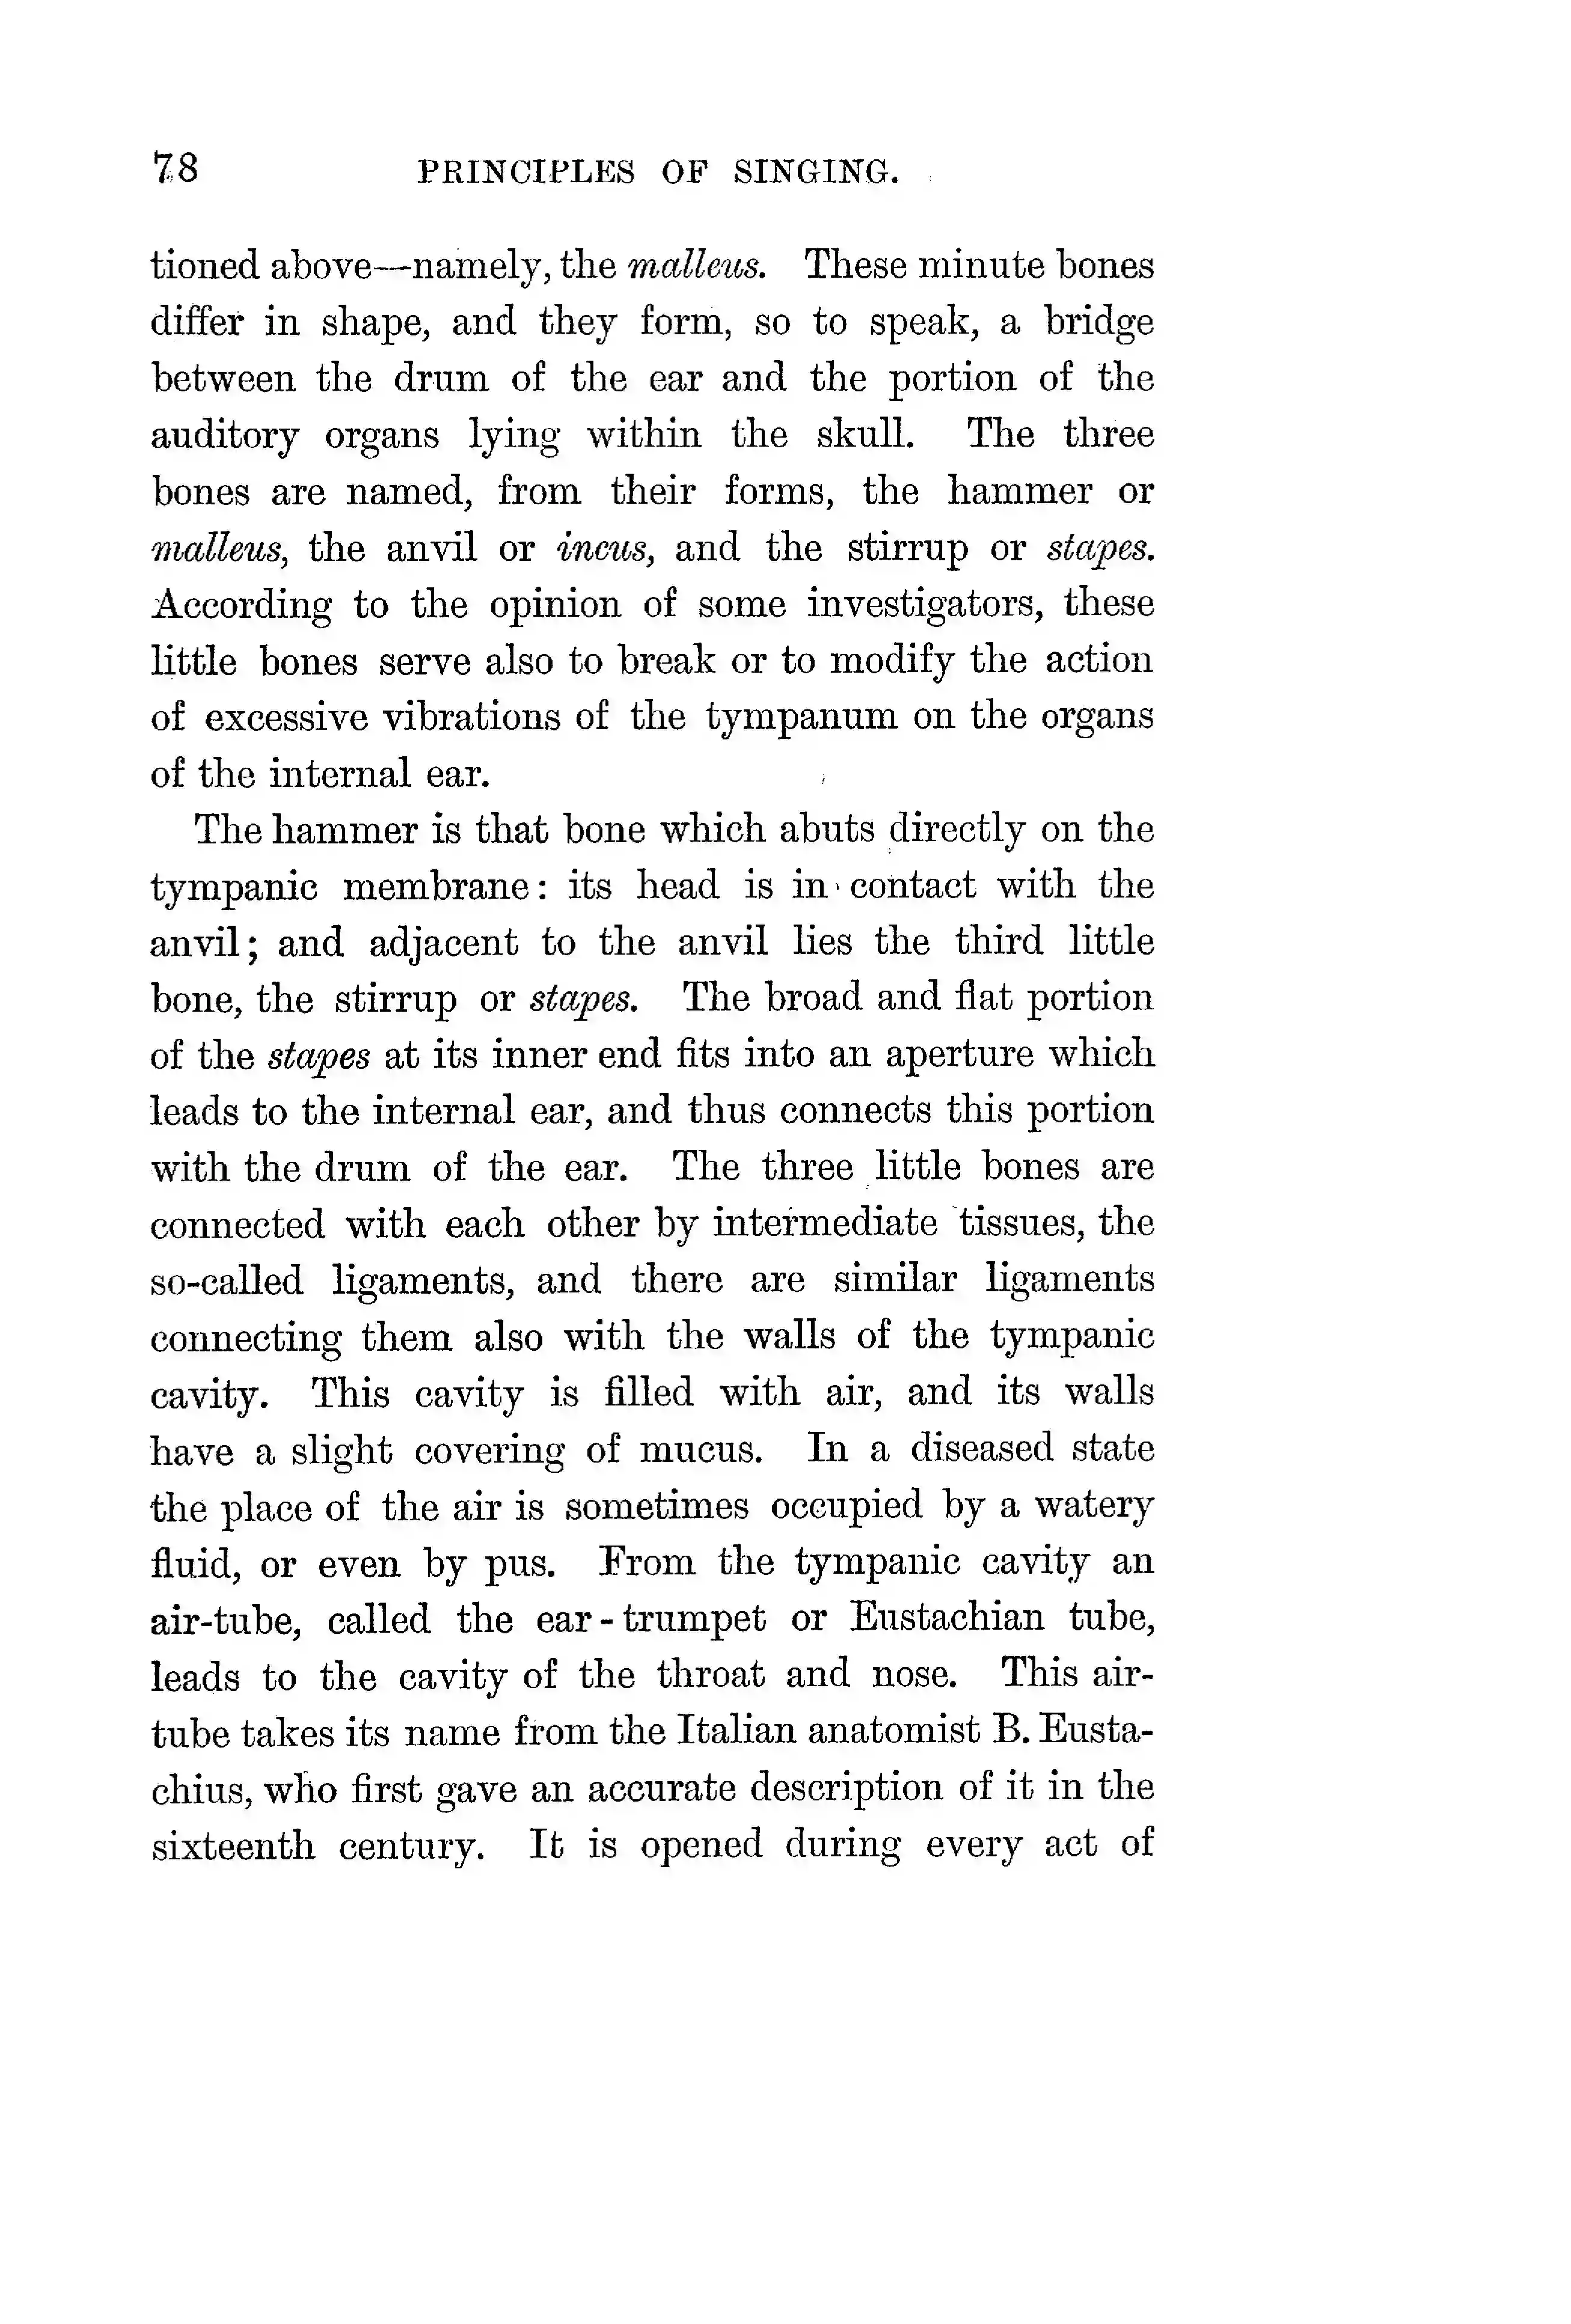 78 PRINCIPLES OF SINGING.
tioned above—namely, the malleus. These minute bones
differ in shape, and they form, so to speak, a bridge
between the drum of the ear and the portion of the
auditory organs lying within the skull. The three
bones are named, from their forms, the hammer or
malleus, the anvil or incus, and the stirrup or stapes.
According to the opinion of some investigators, these
little bones serve also to break or to modify the action
of excessive vibrations of the tympanum on the organs
of the internal ear.
The hammer is that bone which abuts directly on the
tympanic membrane: its head is in contact with the
anvil; and adjacent to the anvil lies the third little
bone, the stirrup or stapes. The broad and flat portion
of the stapes at its inner end fits into an aperture which
leads to the internal ear, and thus connects this portion
with the drum of the ear. The three little bones are
connected with each other by intermediate tissues, the
so-called ligaments, and there are similar ligaments
connecting them also with the walls of the tympanic
cavity. This cavity is filled with air, and its walls
have a slight covering of mucus. In a diseased state
the place of the air is sometimes occupied by a watery
fluid, or even by pus. From the tympanic cavity an
air-tube, called the ear-trumpet or Eustachian tube,
leads to the cavity of the throat and nose. This air-
tube takes its name from the Italian anatomist B. Eusta-
chius, who first gave an accurate description of it in the
sixteenth century. It is opened during every act of